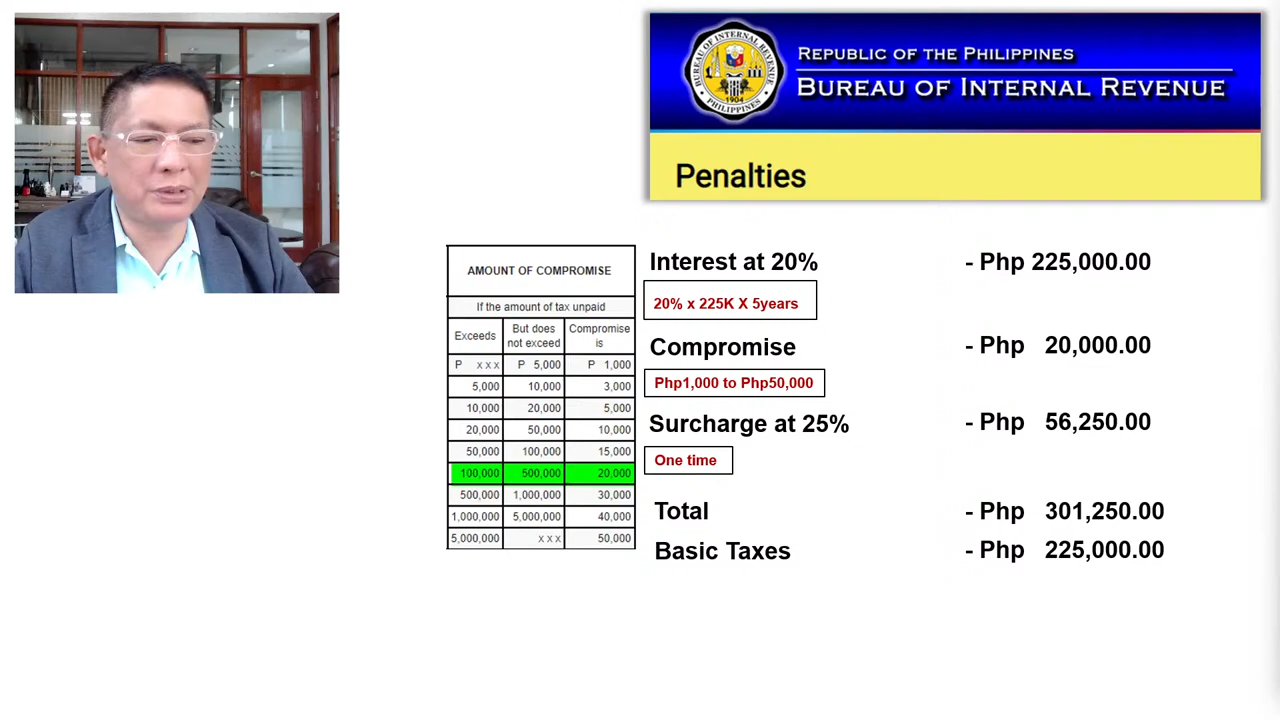 REPUBLIC OF THE PHILIPPINES
BUREAU OF INTERNAL REVENUE
BUREAU OF INTERNAL REVENUE
PHILIPPINES
1904
Penalties
AMOUNT OF COMPROMISE
If the amount of tax unpaid
Exceeds But does not exceed Compromise is
P x x x P 5,000 P 1,000
5,000 10,000 3,000
10,000 20,000 5,000
20,000 50,000 10,000
50,000 100,000 15,000
100,000 500,000 20,000
500,000 1,000,000 30,000
1,000,000 5,000,000 40,000
5,000,000 x x x 50,000
Interest at 20% - Php 225,000.00
20% x 225K X 5years
Compromise - Php 20,000.00
Php1,000 to Php50,000
Surcharge at 25% - Php 56,250.00
One time
Total - Php 301,250.00
Basic Taxes - Php 225,000.00